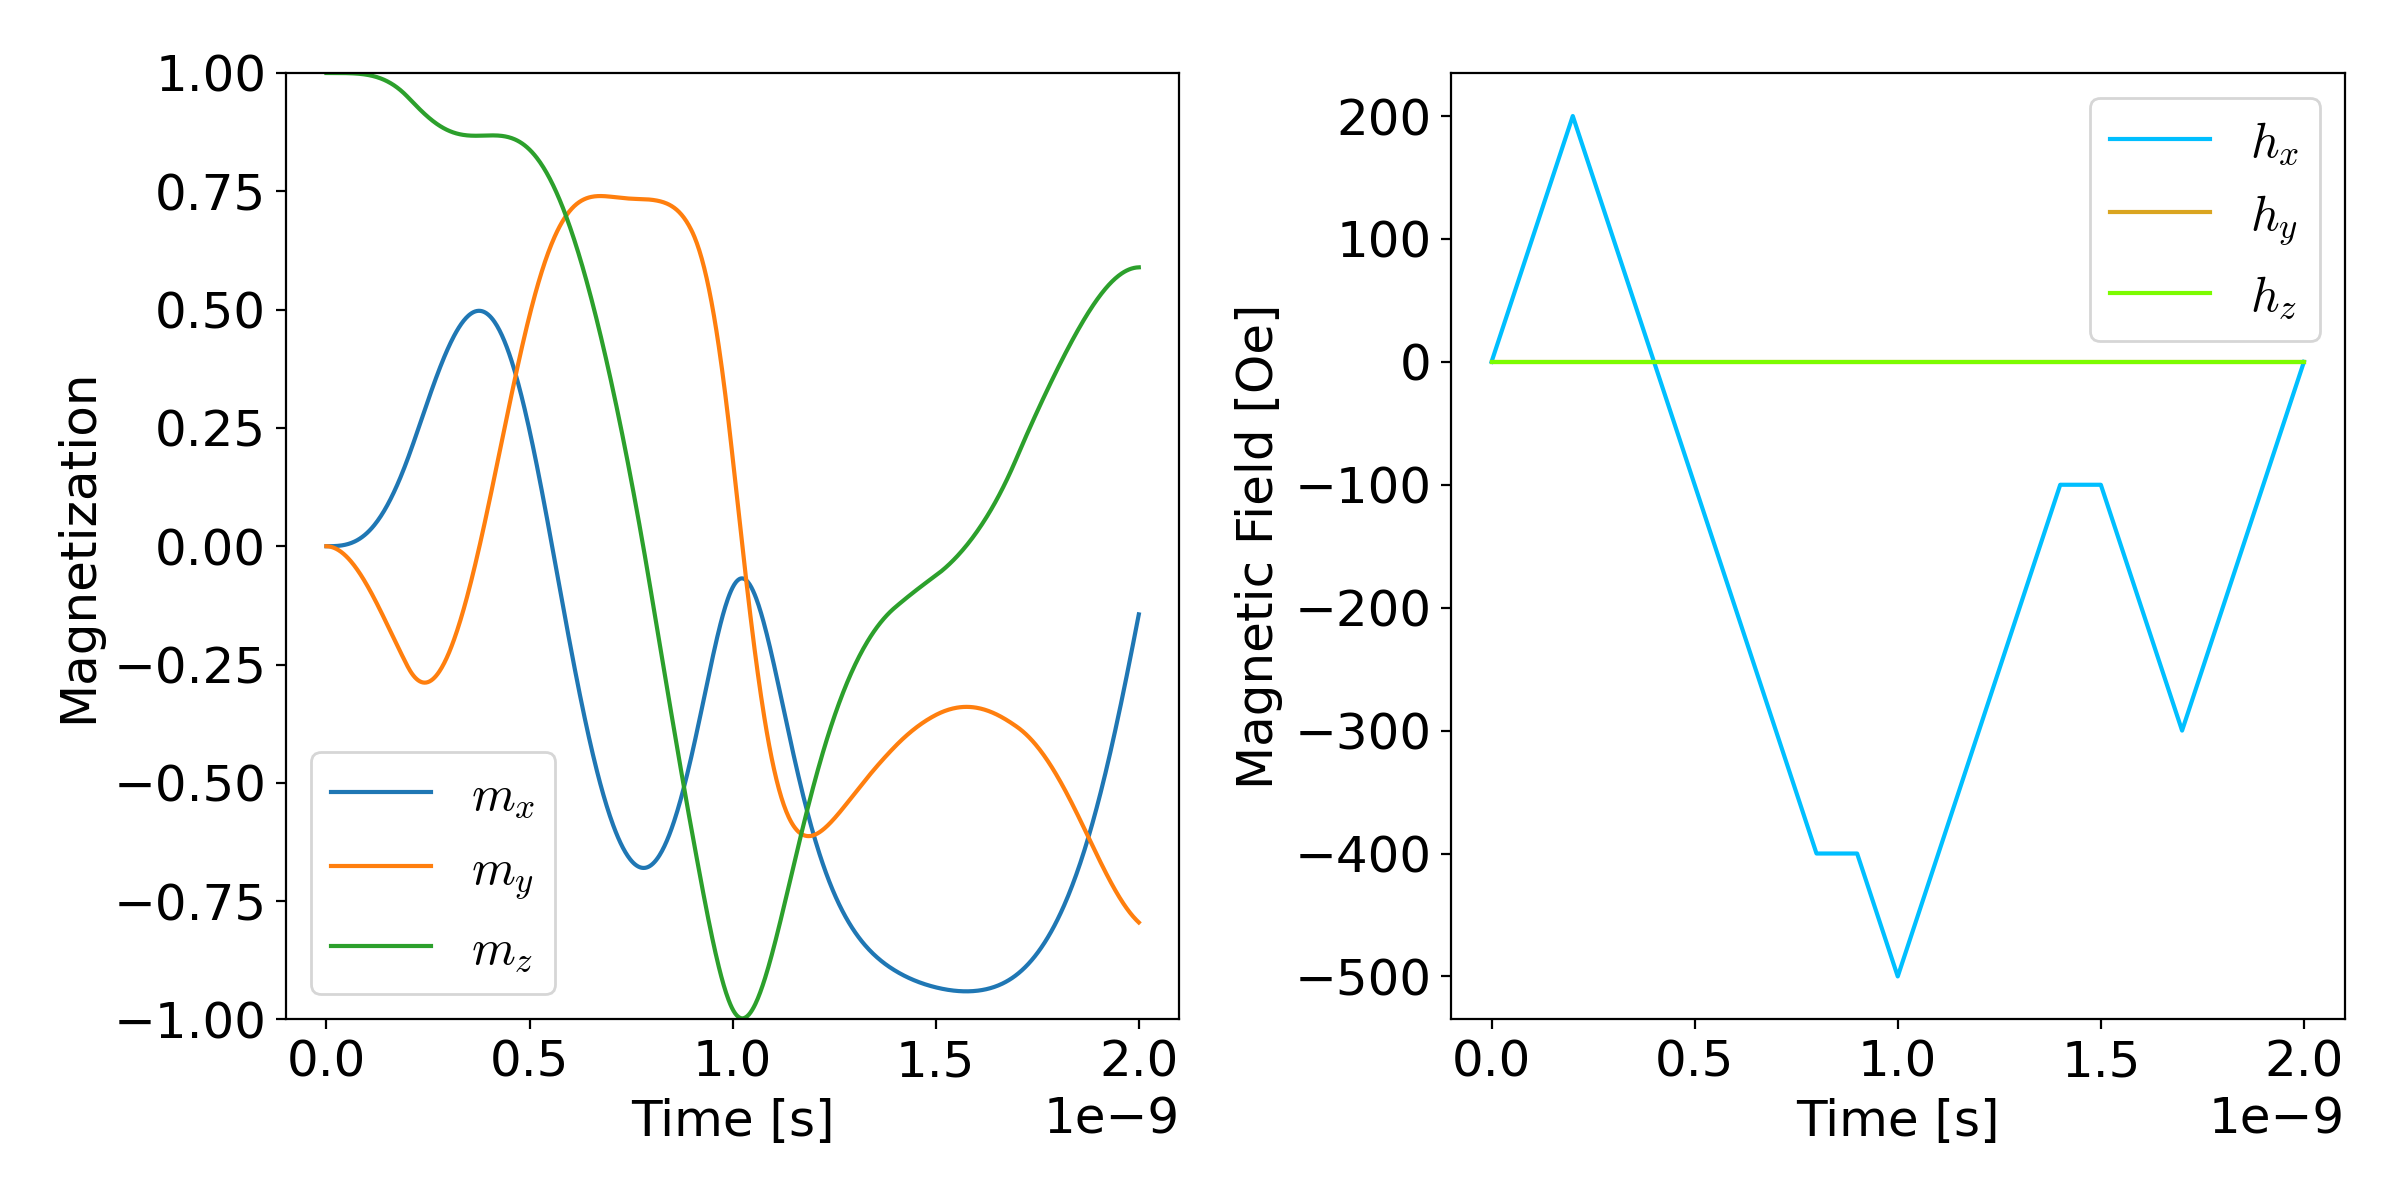 1.00
0.75
0.50
0.25
0.00
−0.25
−0.50
−0.75
−1.00
Magnetization
m_x
m_y
m_z
0.0 0.5 1.0 1.5 2.0
Time [s]
1e−9
200
100
0
−100
−200
−300
−400
−500
Magnetic Field [Oe]
h_x
h_y
h_z
0.0 0.5 1.0 1.5 2.0
Time [s]
1e−9